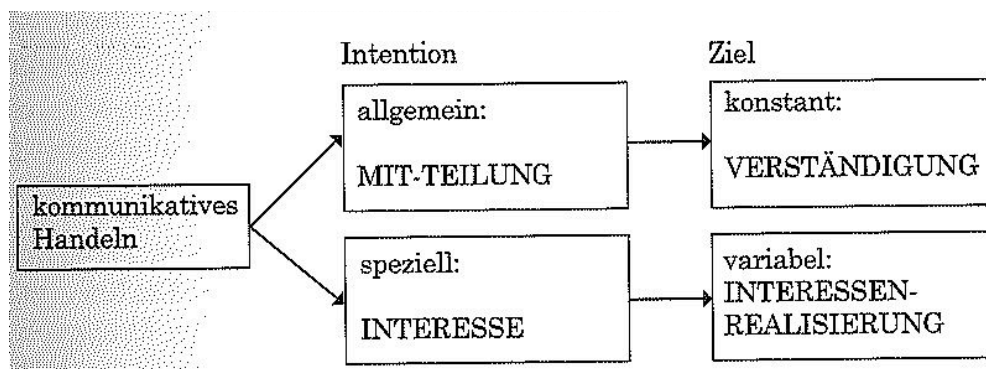 Intention
Ziel
allgemein:
MIT-TEILUNG
konstant:
VERSTÄNDIGUNG
kommunikatives
Handeln
speziell:
INTERESSE
variabel:
INTERESSEN-
REALISIERUNG